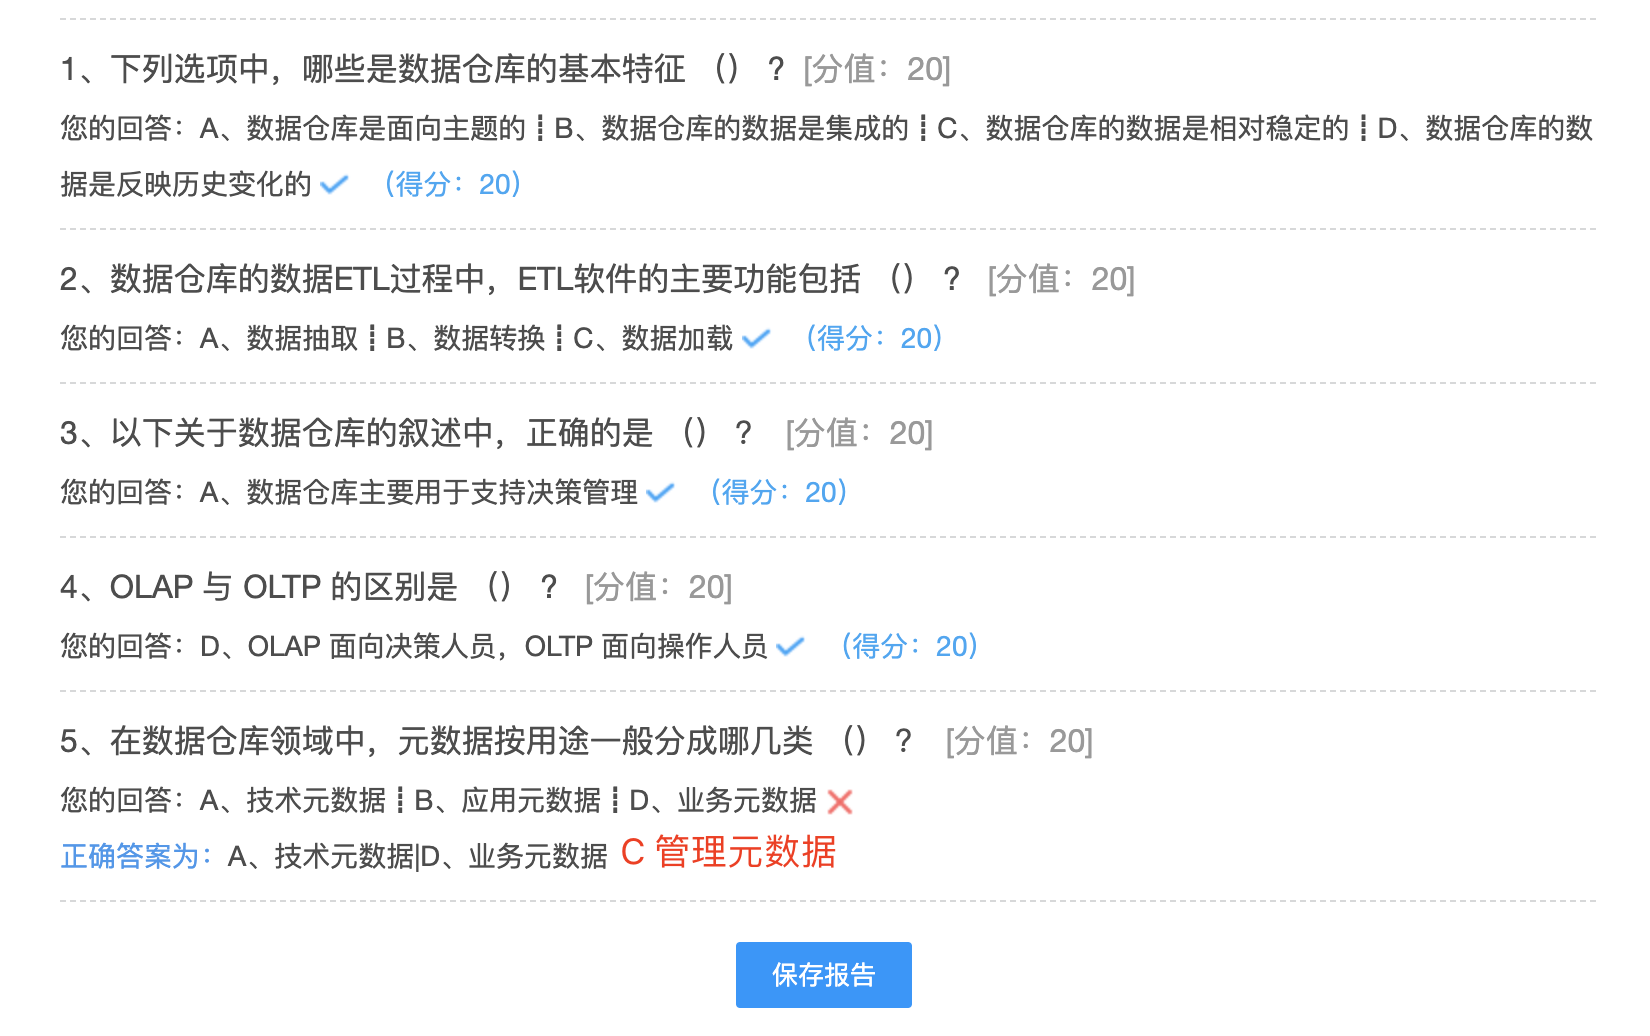 1、下列选项中，哪些是数据仓库的基本特征 （） ？ [分值：20]
您的回答：A、数据仓库是面向主题的┋B、数据仓库的数据是集成的┋C、数据仓库的数据是相对稳定的┋D、数据仓库的数
据是反映历史变化的 （得分：20）
2、数据仓库的数据ETL过程中，ETL软件的主要功能包括 （） ？ [分值：20]
您的回答：A、数据抽取┋B、数据转换┋C、数据加载 （得分：20）
3、以下关于数据仓库的叙述中，正确的是 （） ？ [分值：20]
您的回答：A、数据仓库主要用于支持决策管理 （得分：20）
4、OLAP 与 OLTP 的区别是 （） ？ [分值：20]
您的回答：D、OLAP 面向决策人员，OLTP 面向操作人员 （得分：20）
5、在数据仓库领域中，元数据按用途一般分成哪几类 （） ？ [分值：20]
您的回答：A、技术元数据┋B、应用元数据┋D、业务元数据
正确答案为：A、技术元数据|D、业务元数据 C 管理元数据
保存报告